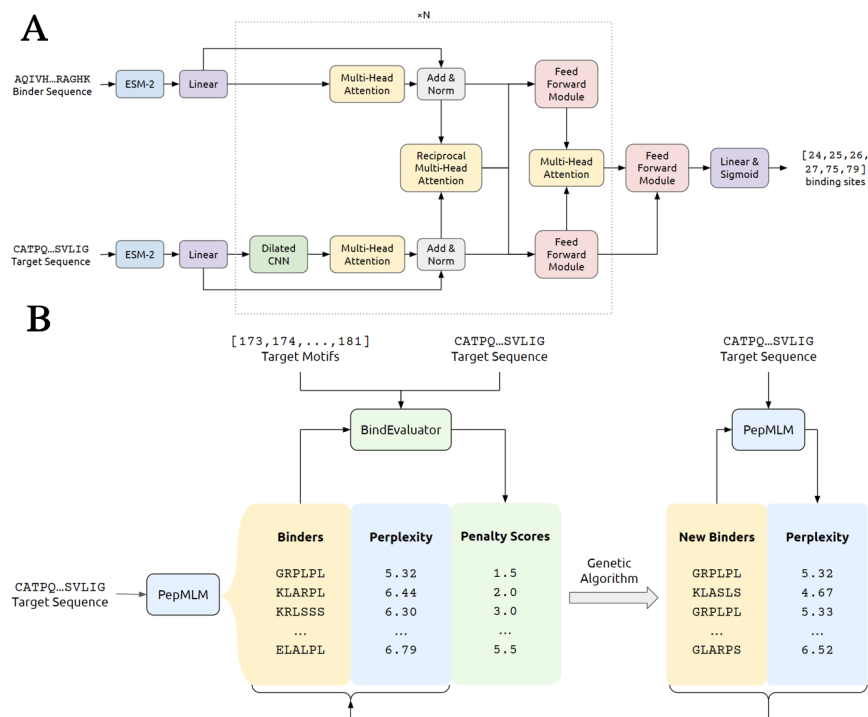 A
×N
AQIVH...RAGHK
Binder Sequence
ESM-2
Linear
Multi-Head
Attention
Add &
Norm
Feed
Forward
Module
Reciprocal
Multi-Head
Attention
Multi-Head
Attention
Feed
Forward
Module
Linear &
Sigmoid
[24,25,26,
27,75,79]
binding sites
CATPQ...SVLIG
Target Sequence
ESM-2
Linear
Dilated
CNN
Multi-Head
Attention
Add &
Norm
Feed
Forward
Module
B
[173,174,...,181]
Target Motifs
CATPQ...SVLIG
Target Sequence
CATPQ...SVLIG
Target Sequence
BindEvaluator
PepMLM
CATPQ...SVLIG
Target Sequence
PepMLM
Binders Perplexity Penalty Scores
GRPLPL 5.32 1.5
KLARPL 6.44 2.0
KRLSSS 6.30 3.0
... ... ...
ELALPL 6.79 5.5
Genetic
Algorithm
New Binders Perplexity
GRPLPL 5.32
KLASLS 4.67
GRPLPL 5.33
... ...
GLARPS 6.52